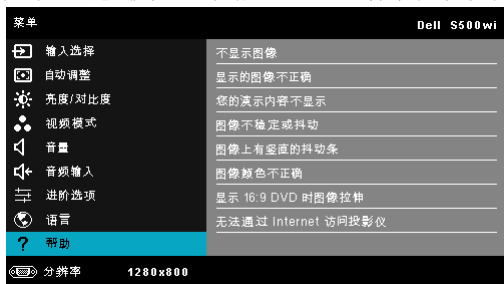 菜单
Dell S500wi
输入选择
自动调整
亮度/对比度
视频模式
音量
音频输入
进阶选项
语言
帮助
不显示图像
显示的图像不正确
您的演示内容不显示
图像不稳定或抖动
图像上有竖直的抖动条
图像颜色不正确
显示 16:9 DVD 时图像拉伸
无法通过 Internet 访问投影仪
分辨率 1280x800